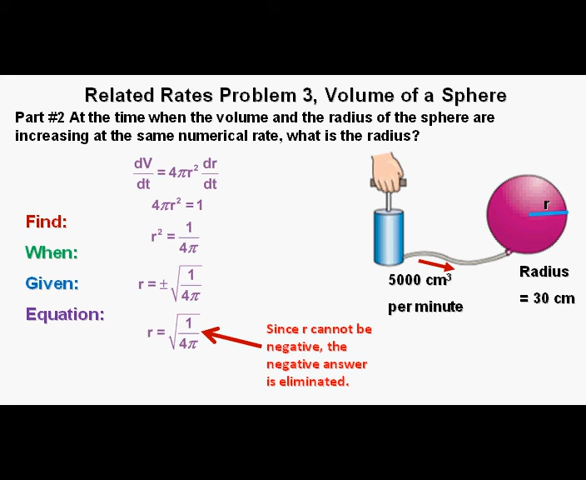 Related Rates Problem 3, Volume of a Sphere
Part #2 At the time when the volume and the radius of the sphere are
increasing at the same numerical rate, what is the radius?
dV/dt = 4πr² dr/dt
4πr² = 1
r² = 1/4π
r = ±√(1/4π)
r = √(1/4π)
Find:
When:
Given:
Equation:
Since r cannot be
negative, the
negative answer
is eliminated.
r
5000 cm³
per minute
Radius
= 30 cm